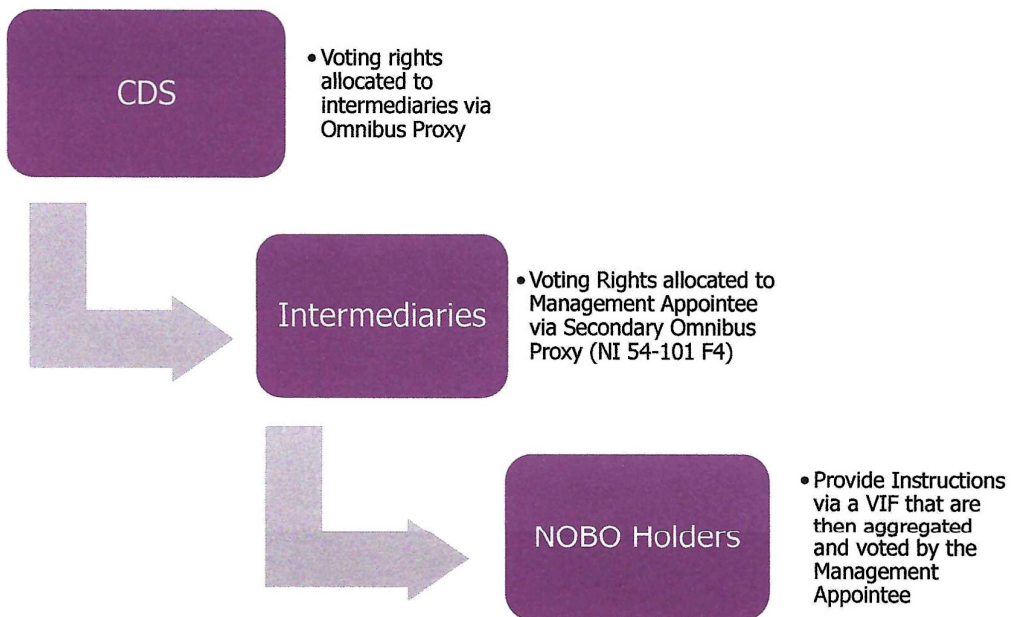 CDS
• Voting rights
allocated to
intermediaries via
Omnibus Proxy
Intermediaries
• Voting Rights allocated to
Management Appointee
via Secondary Omnibus
Proxy (NI 54-101 F4)
NOBO Holders
• Provide Instructions
via a VIF that are
then aggregated
and voted by the
Management
Appointee